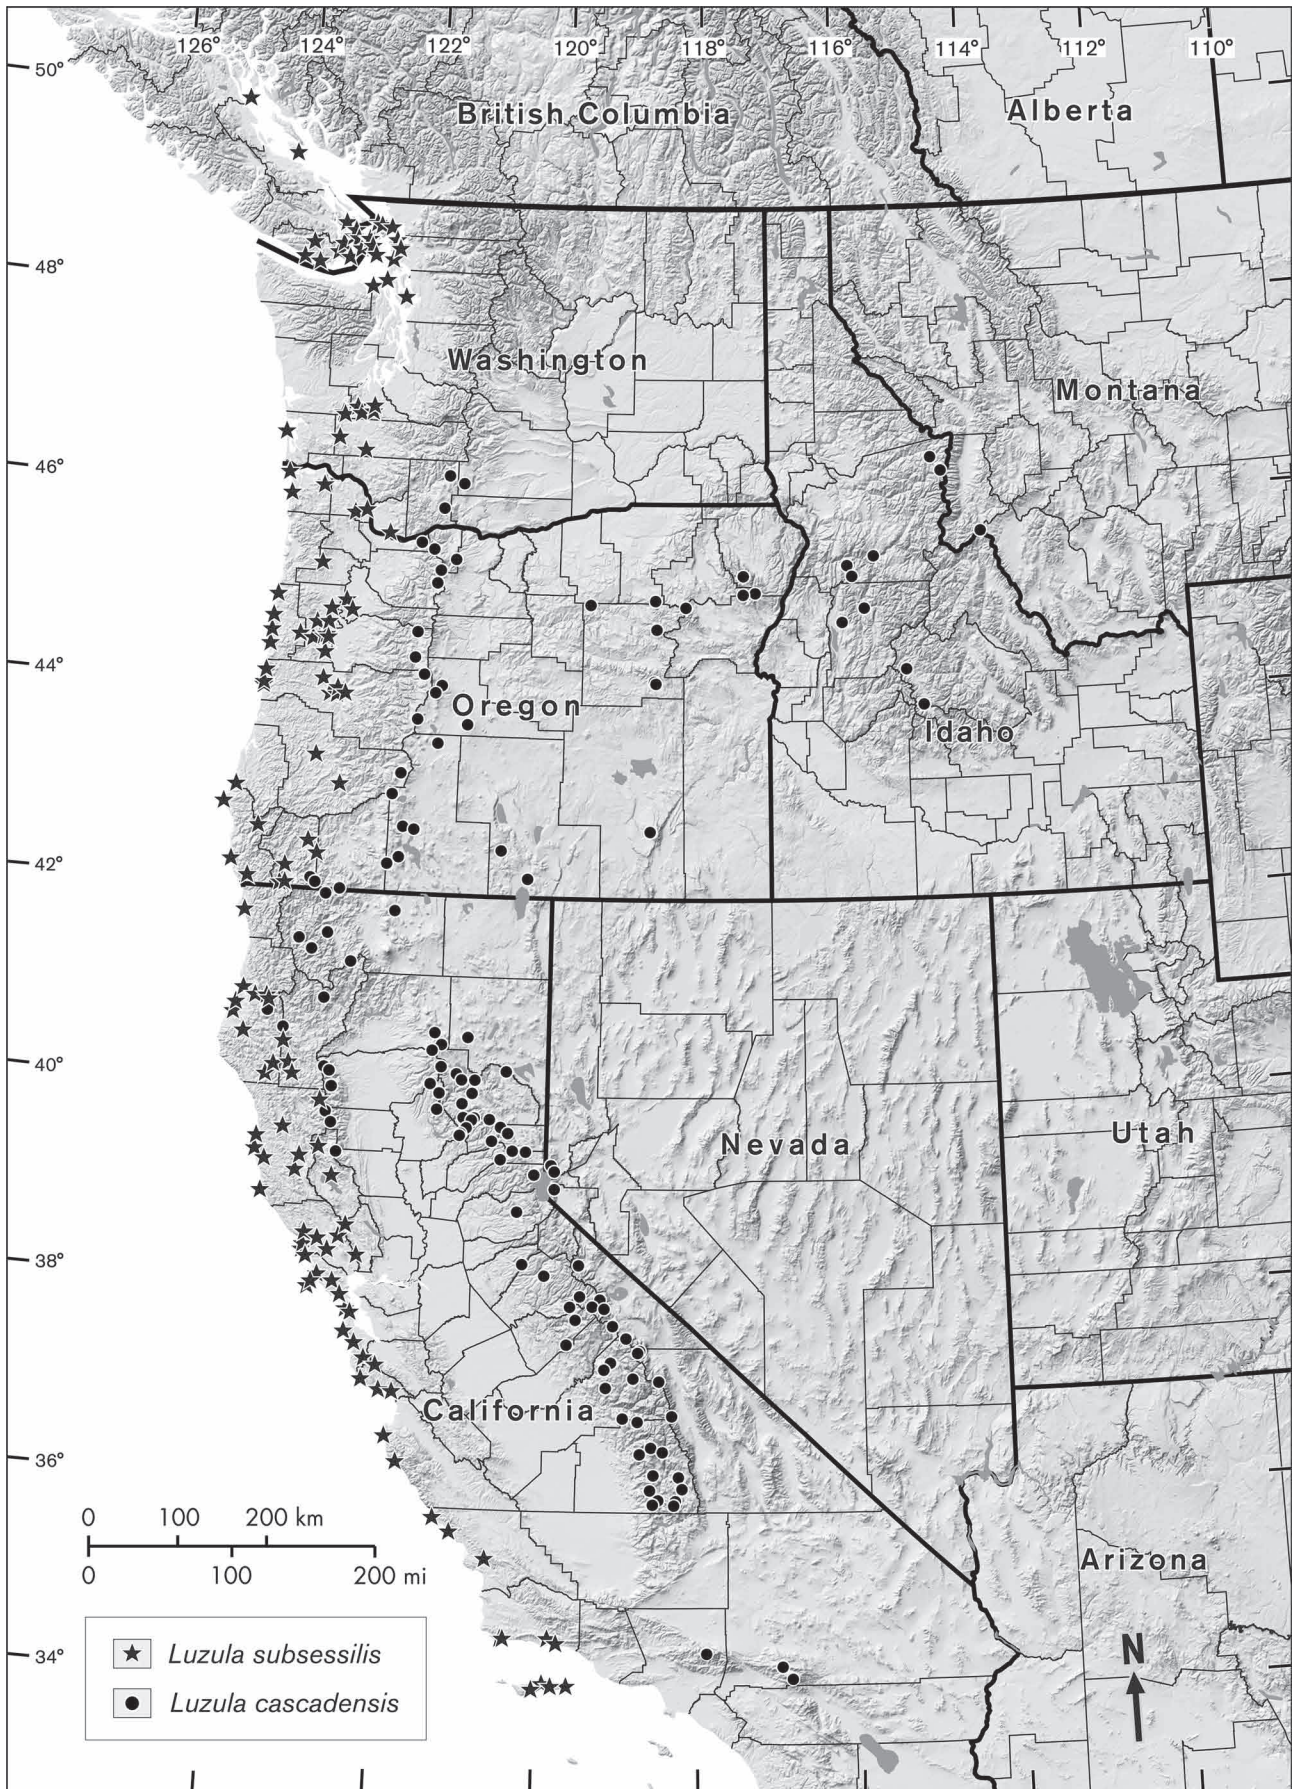 126° 124° 122° 120° 118° 116° 114° 112° 110°
50°
British Columbia
Alberta
48°
Washington
Montana
46°
44°
Oregon
Idaho
42°
40°
Nevada
Utah
38°
California
36°
0 100 200 km
0 100 200 mi
Arizona
Luzula subsessilis
34°
N
Luzula cascadensis